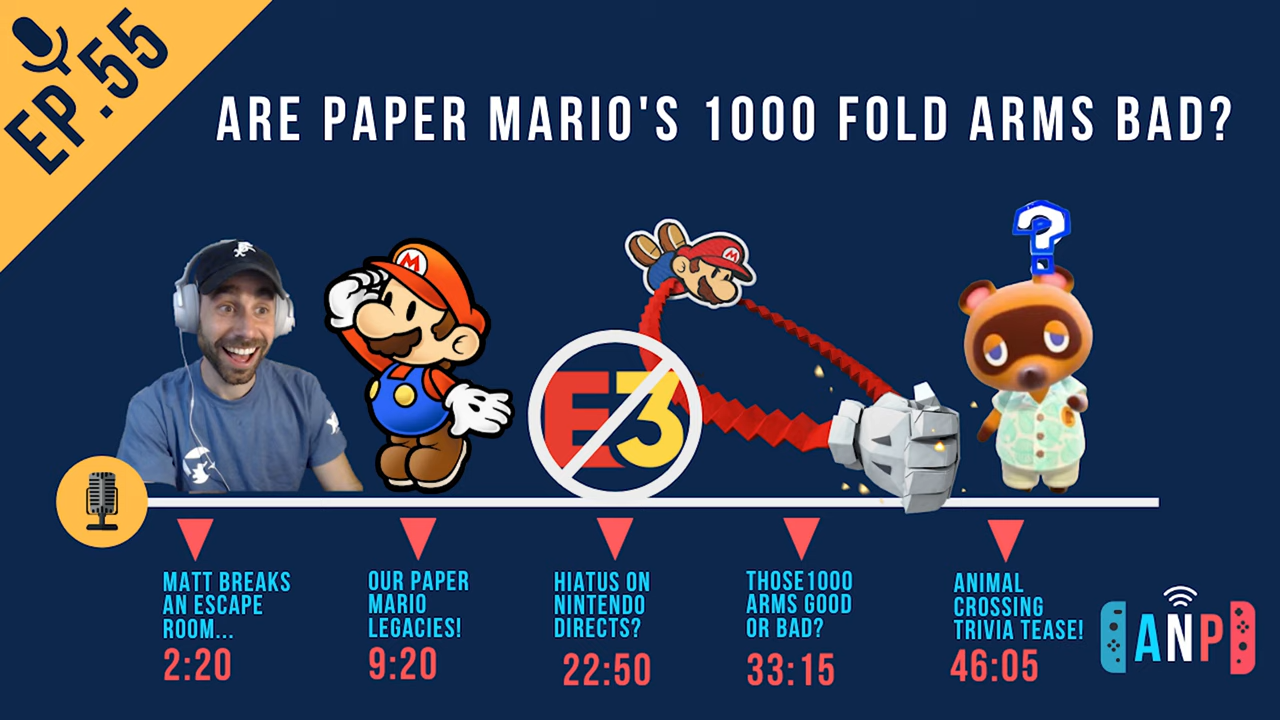 EP.55
ARE PAPER MARIO'S 1000 FOLD ARMS BAD?
M
M
?
E3
MATT BREAKS
AN ESCAPE
ROOM...
2:20
OUR PAPER
MARIO
LEGACIES!
9:20
HIATUS ON
NINTENDO
DIRECTS?
22:50
THOSE1000
ARMS GOOD
OR BAD?
33:15
ANIMAL
CROSSING
TRIVIA TEASE!
46:05
ANP